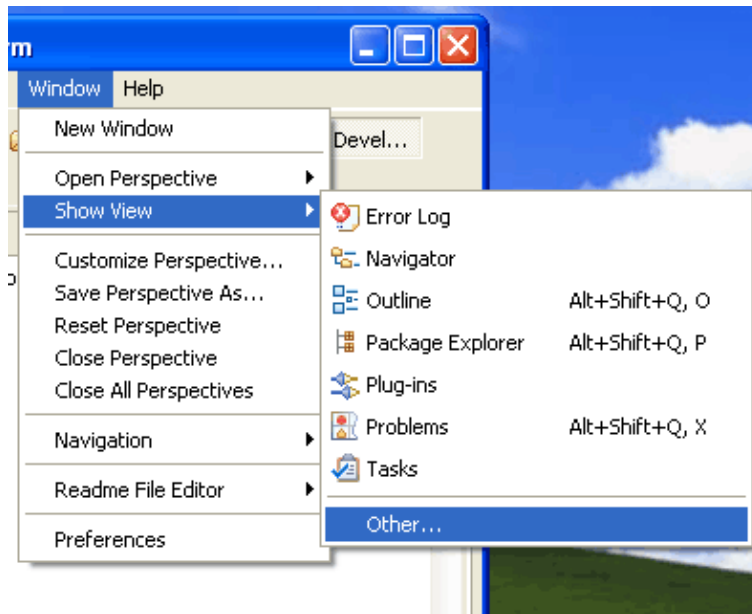 rm
Window Help
New Window
Devel...
Open Perspective
Show View
Error Log
Navigator
Outline Alt+Shift+Q, O
Package Explorer Alt+Shift+Q, P
Plug-ins
Problems Alt+Shift+Q, X
Tasks
Other...
Customize Perspective...
Save Perspective As...
Reset Perspective
Close Perspective
Close All Perspectives
Navigation
Readme File Editor
Preferences